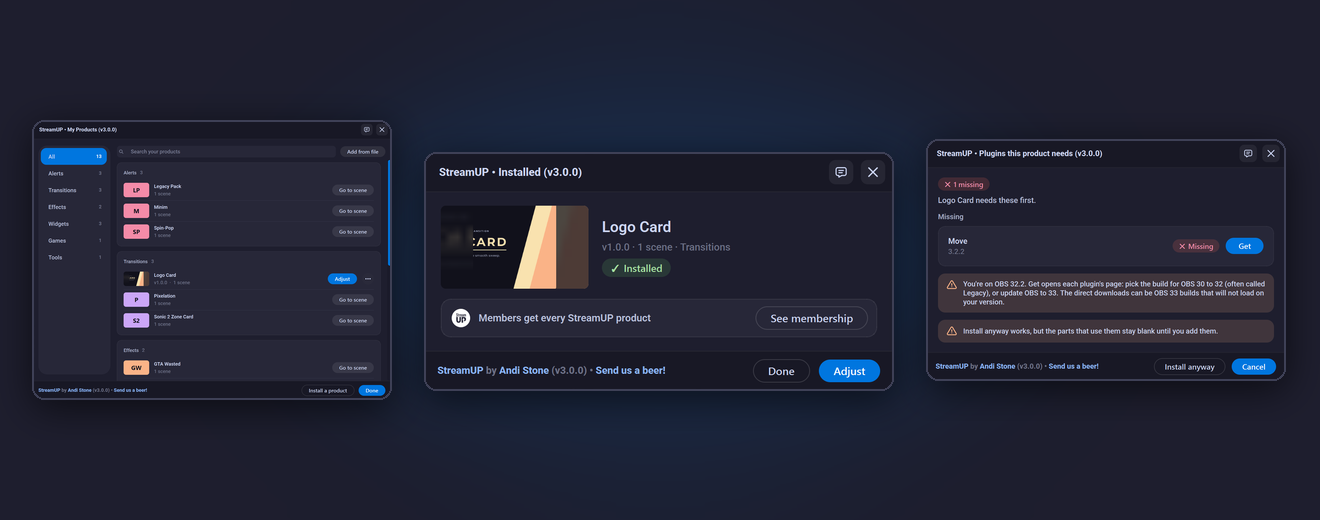 StreamUP • My Products (v3.0.0)
All 13
Alerts 3
Transitions 3
Effects 2
Widgets 3
Games 1
Tools 1
Search your products
Add from file
Alerts 3
LP
Legacy Pack
1 scene
Go to scene
M
Minim
1 scene
Go to scene
SP
Spin-Pop
1 scene
Go to scene
Transitions 3
Logo Card
v1.0.0 · 1 scene
Adjust
P
Pixelation
1 scene
Go to scene
S2
Sonic 2 Zone Card
1 scene
Go to scene
Effects 2
GW
GTA Wasted
1 scene
Go to scene
StreamUP by Andi Stone (v3.0.0) • Send us a beer!
Install a product
Done
StreamUP • Installed (v3.0.0)
CARD
Logo Card
v1.0.0 · 1 scene · Transitions
✓ Installed
Stream UP
Members get every StreamUP product
See membership
StreamUP by Andi Stone (v3.0.0) • Send us a beer!
Done
Adjust
StreamUP • Plugins this product needs (v3.0.0)
✕ 1 missing
Logo Card needs these first.
Missing
Move
3.2.2
✕ Missing
Get
You're on OBS 32.2. Get opens each plugin's page: pick the build for OBS 30 to 32 (often called
Legacy), or update OBS to 33. The direct downloads can be OBS 33 builds that will not load on
your version.
Install anyway works, but the parts that use them stay blank until you add them.
StreamUP by Andi Stone (v3.0.0) • Send us a beer!
Install anyway
Cancel